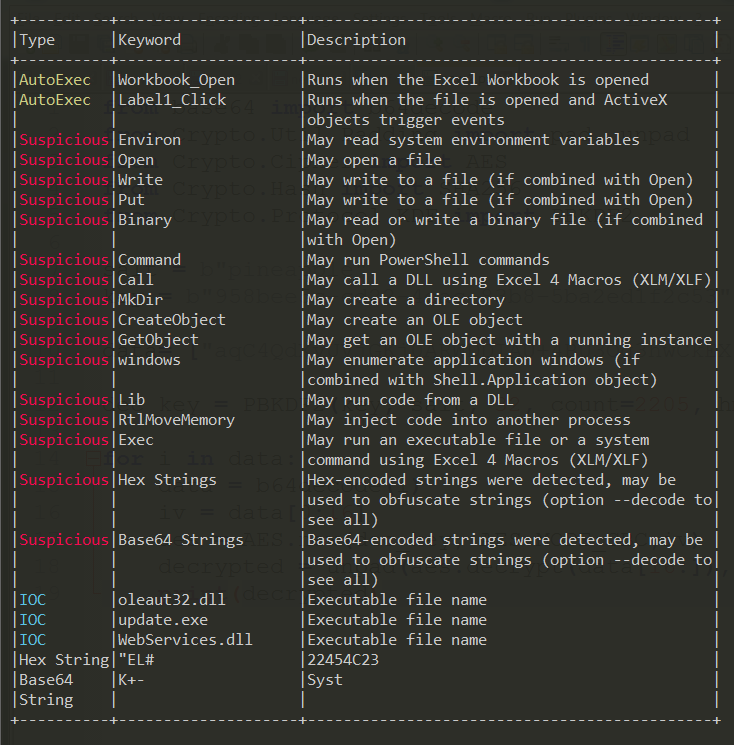 Type Keyword Description
AutoExec Workbook_Open Runs when the Excel Workbook is opened
AutoExec Label1_Click Runs when the file is opened and ActiveX
objects trigger events
Suspicious Environ May read system environment variables
Suspicious Open May open a file
Suspicious Write May write to a file (if combined with Open)
Suspicious Put May write to a file (if combined with Open)
Suspicious Binary May read or write a binary file (if combined
with Open)
Suspicious Command May run PowerShell commands
Suspicious Call May call a DLL using Excel 4 Macros (XLM/XLF)
Suspicious MkDir May create a directory
Suspicious CreateObject May create an OLE object
Suspicious GetObject May get an OLE object with a running instance
Suspicious windows May enumerate application windows (if
combined with Shell.Application object)
Suspicious Lib May run code from a DLL
Suspicious RtlMoveMemory May inject code into another process
Suspicious Exec May run an executable file or a system
command using Excel 4 Macros (XLM/XLF)
Suspicious Hex Strings Hex-encoded strings were detected, may be
used to obfuscate strings (option --decode to
see all)
Suspicious Base64 Strings Base64-encoded strings were detected, may be
used to obfuscate strings (option --decode to
see all)
IOC oleaut32.dll Executable file name
IOC update.exe Executable file name
IOC WebServices.dll Executable file name
Hex String "EL# 22454C23
Base64 K+- Syst
String